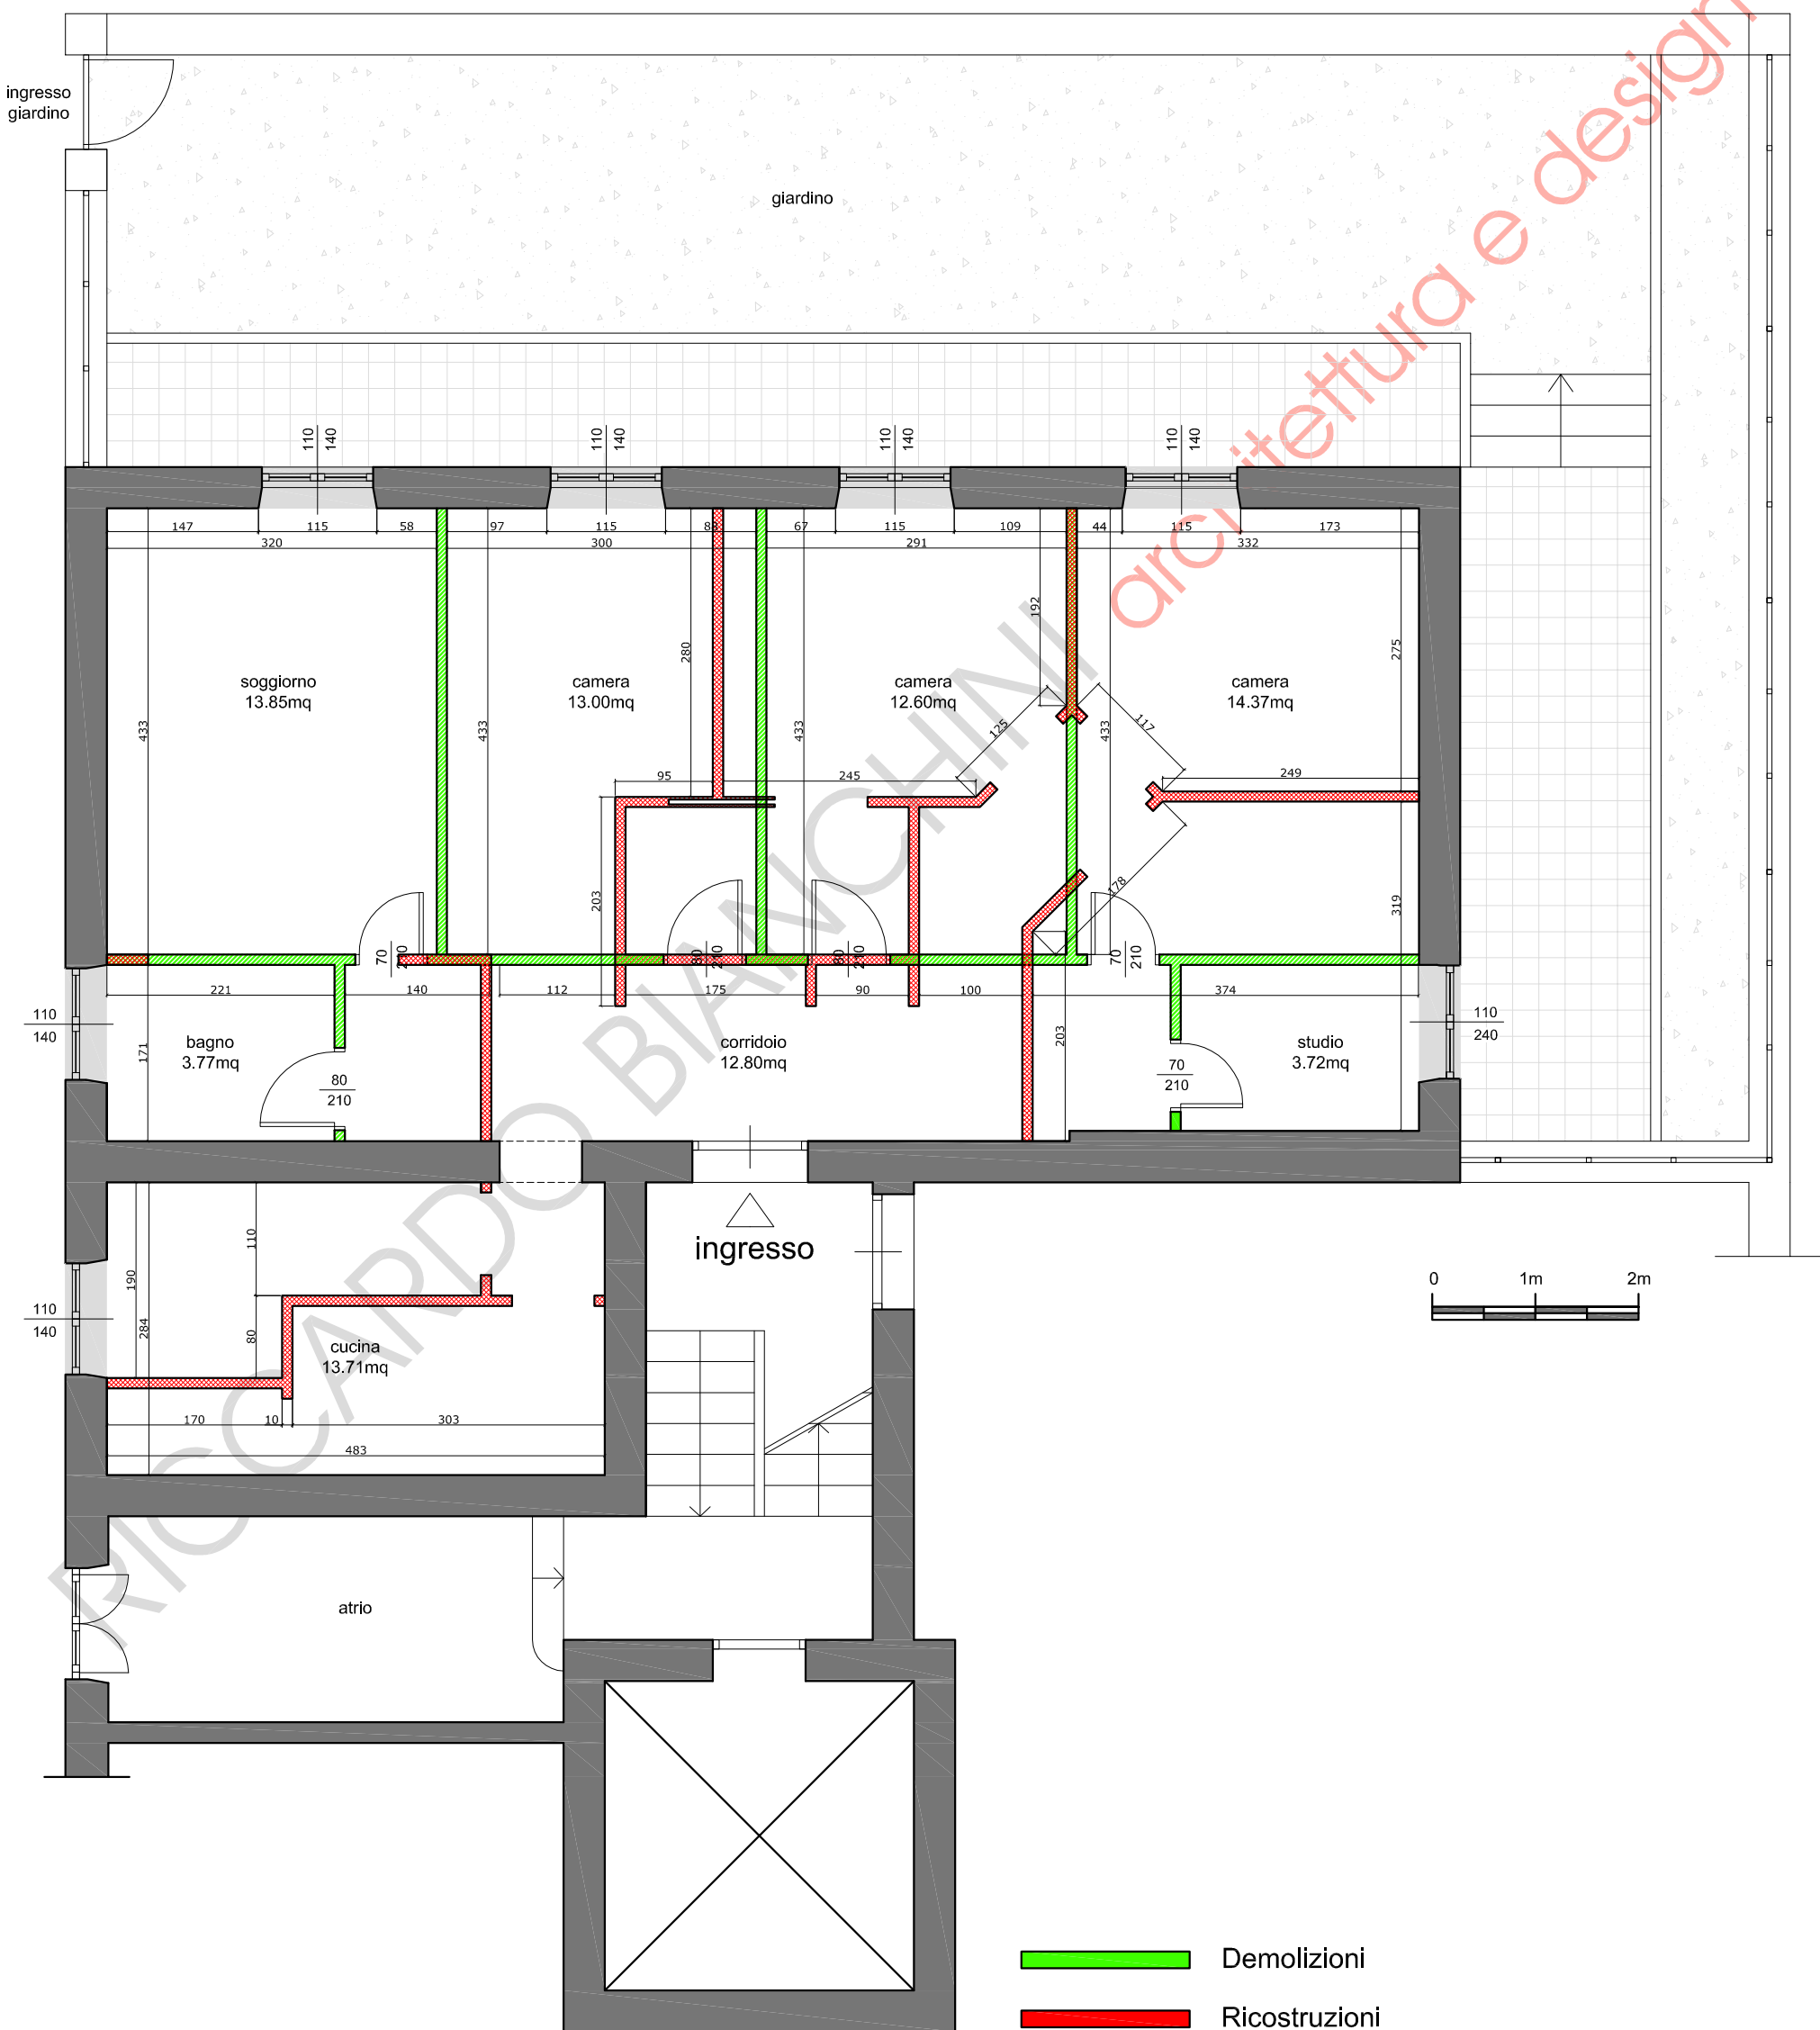 ingresso
giardino
giardino
architettura e design
RICCARDO BIANCHINI
110
140
110
140
110
140
110
140
147
115
58
97
115
88
67
115
109
44
115
173
320
300
291
332
192
275
280
soggiorno
13.85mq
camera
13.00mq
camera
12.60mq
camera
14.37mq
433
433
433
433
125
117
95
245
249
203
178
319
70
200
80
210
80
210
70
210
221
140
112
175
90
100
374
110
140
171
bagno
3.77mq
80
210
corridoio
12.80mq
203
70
210
studio
3.72mq
110
240
ingresso
110
190
284
80
110
140
cucina
13.71mq
170
10
303
483
0
1m
2m
atrio
Demolizioni
Ricostruzioni